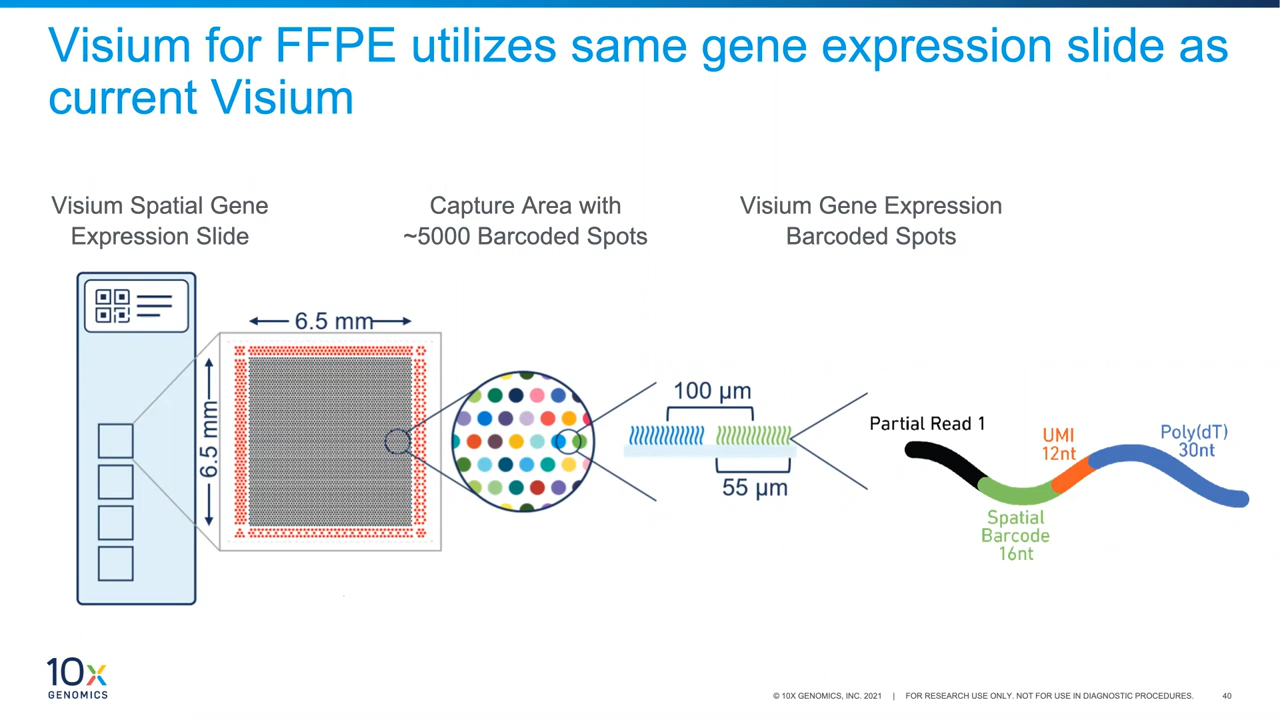 Visium for FFPE utilizes same gene expression slide as
current Visium
Visium Spatial Gene
Expression Slide
Capture Area with
~5000 Barcoded Spots
Visium Gene Expression
Barcoded Spots
6.5 mm
6.5 mm
100 µm
55 µm
Partial Read 1
Spatial
Barcode
16nt
UMI
12nt
Poly(dT)
30nt
10x
GENOMICS
© 10X GENOMICS, INC. 2021 | FOR RESEARCH USE ONLY. NOT FOR USE IN DIAGNOSTIC PROCEDURES. 40